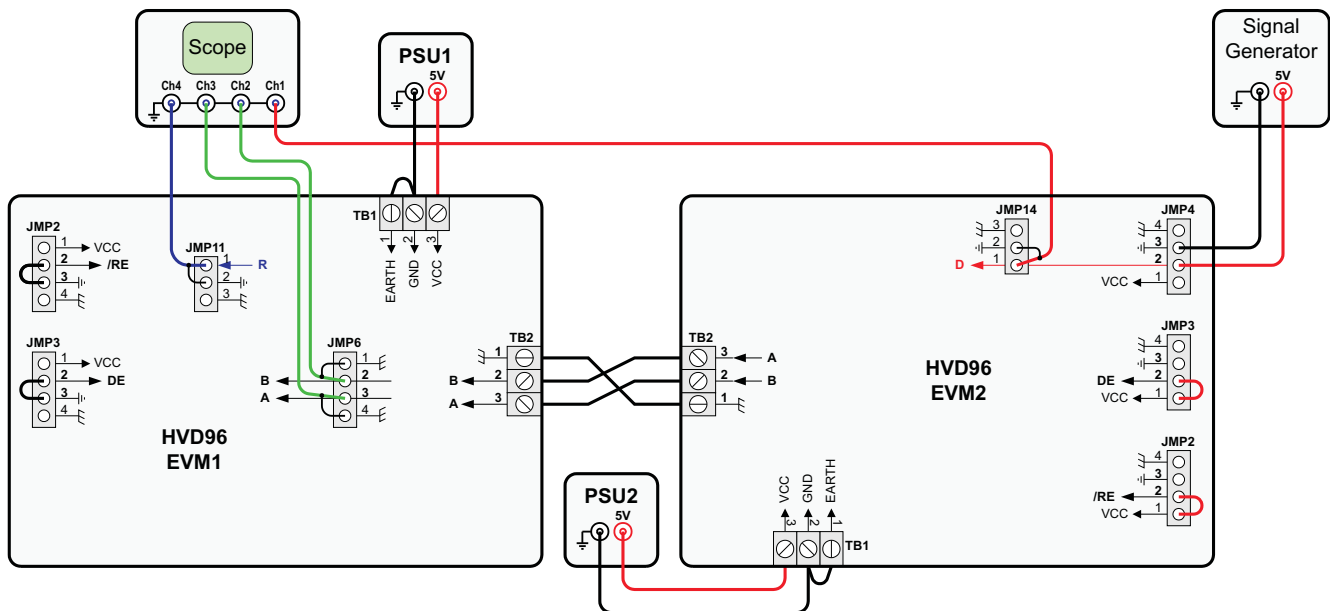 Scope
Ch4 Ch3 Ch2 Ch1
PSU1
5V
Signal
Generator
5V
TB1
1 2 3
EARTH GND VCC
JMP2
1 VCC
2 /RE
3
4
JMP11
1 R
2
3
JMP3
1 VCC
2 DE
3
4
JMP6
1
B 2
A 3
4
TB2
1
B 2
A 3
HVD96
EVM1
JMP14
3
2
D 1
JMP4
4
3
2
VCC 1
TB2
3 A
2 B
1
HVD96
EVM2
JMP3
4
3
DE 2
VCC 1
JMP2
4
3
/RE 2
VCC 1
PSU2
5V
VCC GND EARTH
3 2 1
TB1